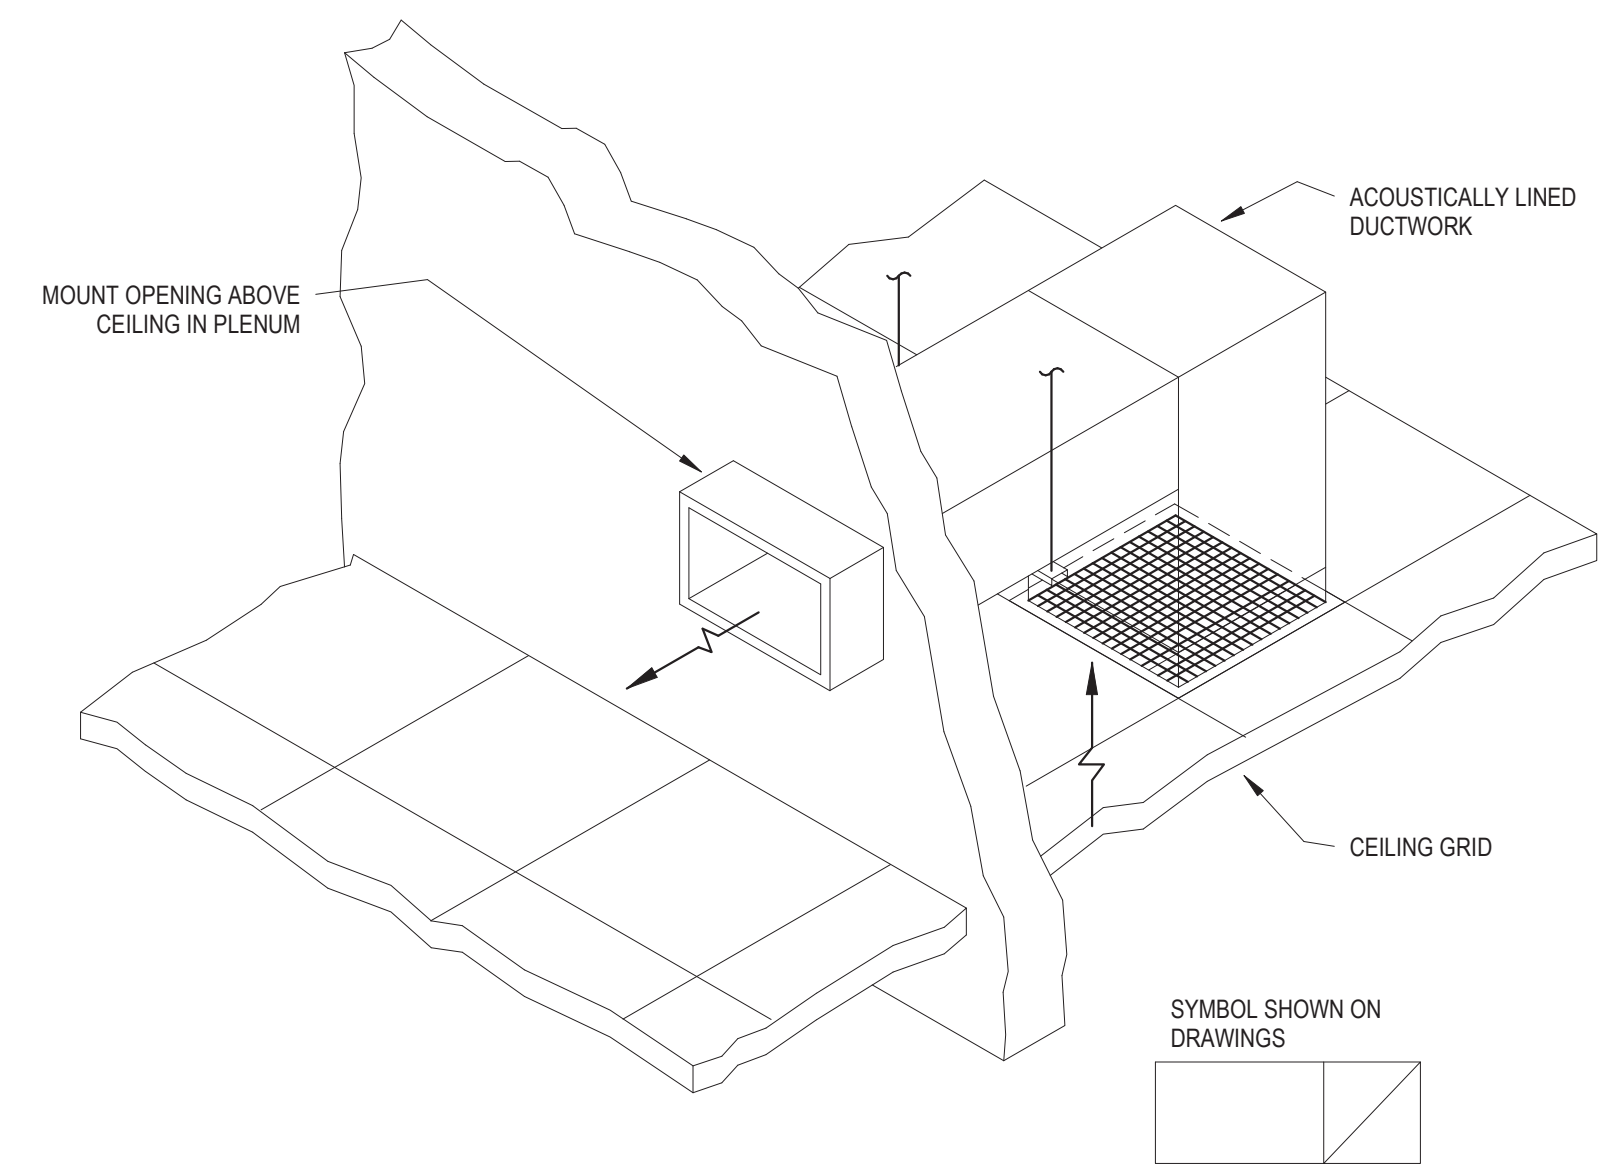 ACOUSTICALLY LINED
DUCTWORK
MOUNT OPENING ABOVE
CEILING IN PLENUM
CEILING GRID
SYMBOL SHOWN ON
DRAWINGS